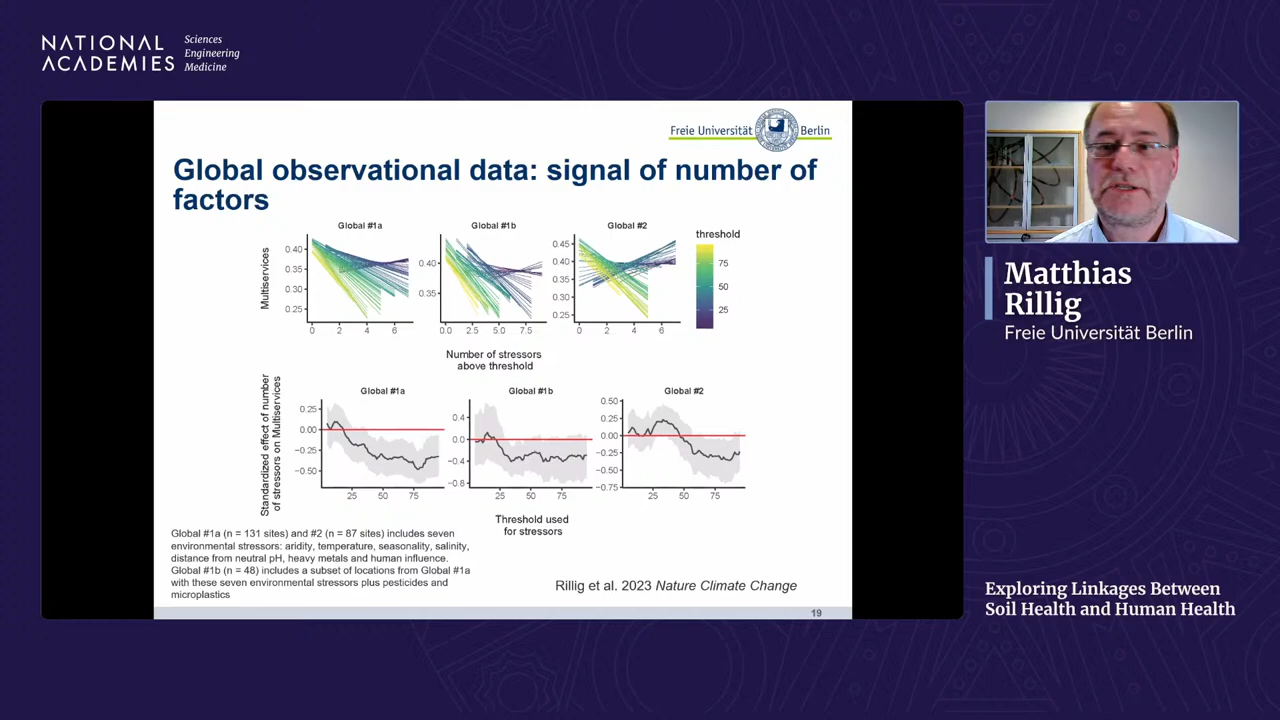 NATIONAL
ACADEMIES
Sciences
Engineering
Medicine
Freie Universität Berlin
Global observational data: signal of number of
factors
Global #1a
Global #1b
Global #2
Multiservices
0.40
0.35
0.30
0.25
0
2
4
6
0.40
0.35
0.0
2.5
5.0
7.5
0.45
0.40
0.35
0.30
0.25
0
2
4
6
threshold
75
50
25
Number of stressors
above threshold
Global #1a
Global #1b
Global #2
Standardized effect of number
of stressors on Multiservices
0.25
0.00
−0.25
−0.50
25
50
75
0.4
0.0
−0.4
−0.8
25
50
75
0.50
0.25
0.00
−0.25
−0.50
−0.75
25
50
75
Threshold used
for stressors
Global #1a (n = 131 sites) and #2 (n = 87 sites) includes seven
environmental stressors: aridity, temperature, seasonality, salinity,
distance from neutral pH, heavy metals and human influence.
Global #1b (n = 48) includes a subset of locations from Global #1a
with these seven environmental stressors plus pesticides and
microplastics
Rillig et al. 2023 Nature Climate Change
19
Matthias
Rillig
Freie Universität Berlin
Exploring Linkages Between
Soil Health and Human Health